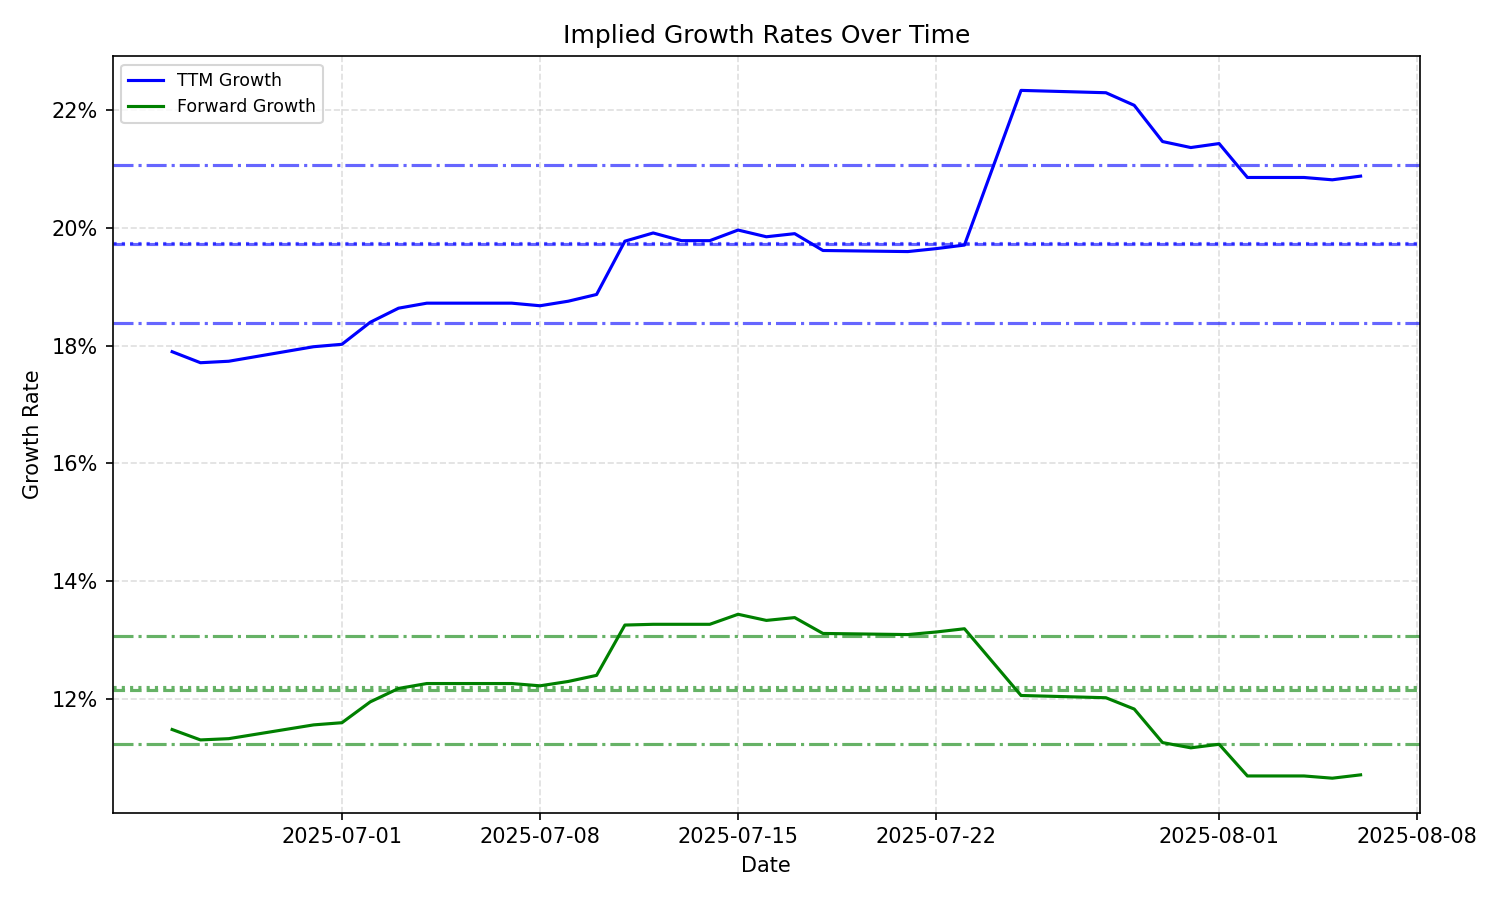 Implied Growth Rates Over Time
TTM Growth
Forward Growth
22%
20%
18%
16%
14%
12%
Growth Rate
2025-07-01 2025-07-08 2025-07-15 2025-07-22 2025-08-01 2025-08-08
Date